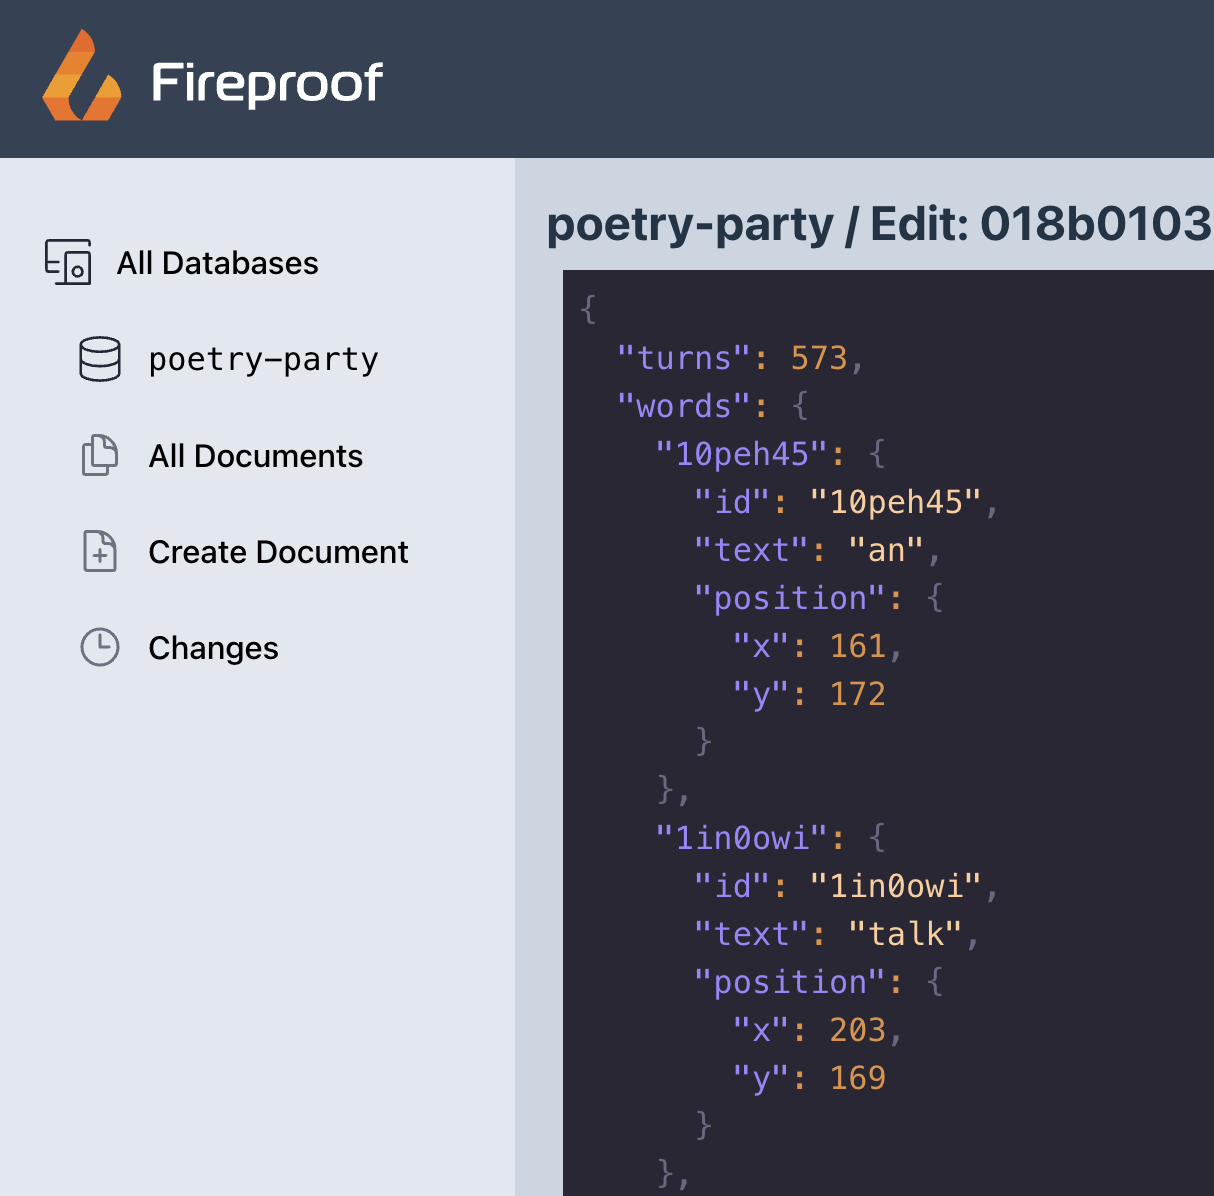 Fireproof
All Databases
poetry-party
All Documents
Create Document
Changes
poetry-party / Edit: 018b0103
{
  "turns": 573,
  "words": {
    "10peh45": {
      "id": "10peh45",
      "text": "an",
      "position": {
        "x": 161,
        "y": 172
      }
    },
    "1in0owi": {
      "id": "1in0owi",
      "text": "talk",
      "position": {
        "x": 203,
        "y": 169
      }
    },